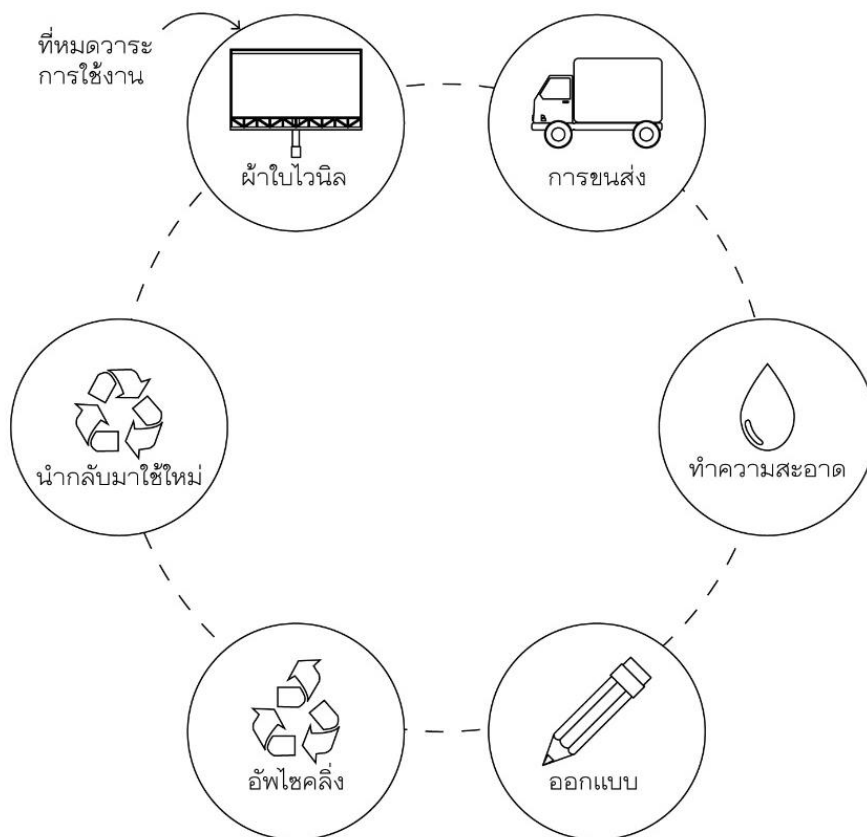 ที่หมดวาระ
การใช้งาน
ผ้าใบไวนิล
การขนส่ง
นำกลับมาใช้ใหม่
ทำความสะอาด
อัพไซคลิ่ง
ออกแบบ